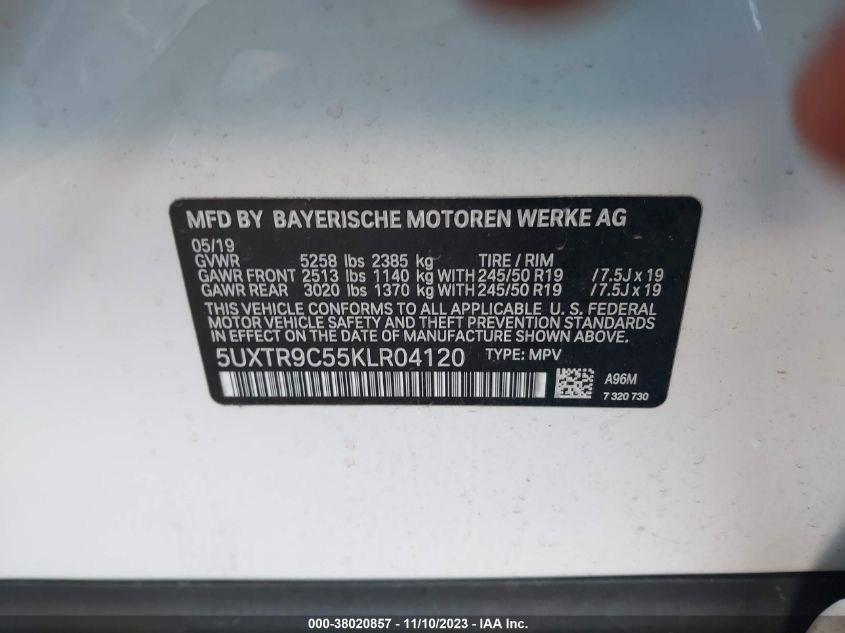 MFD BY BAYERISCHE MOTOREN WERKE AG
05/19
GVWR 5258 lbs 2385 kg TIRE / RIM
GAWR FRONT 2513 lbs 1140 kg WITH 245/50 R19 / 7.5J x 19
GAWR REAR 3020 lbs 1370 kg WITH 245/50 R19 / 7.5J x 19
THIS VEHICLE CONFORMS TO ALL APPLICABLE U. S. FEDERAL
MOTOR VEHICLE SAFETY AND THEFT PREVENTION STANDARDS
IN EFFECT ON THE DATE OF MANUFACTURE SHOWN ABOVE.
5UXTR9C55KLR04120 TYPE: MPV
A96M
7 320 730
000-38020857 - 11/10/2023 - IAA Inc.